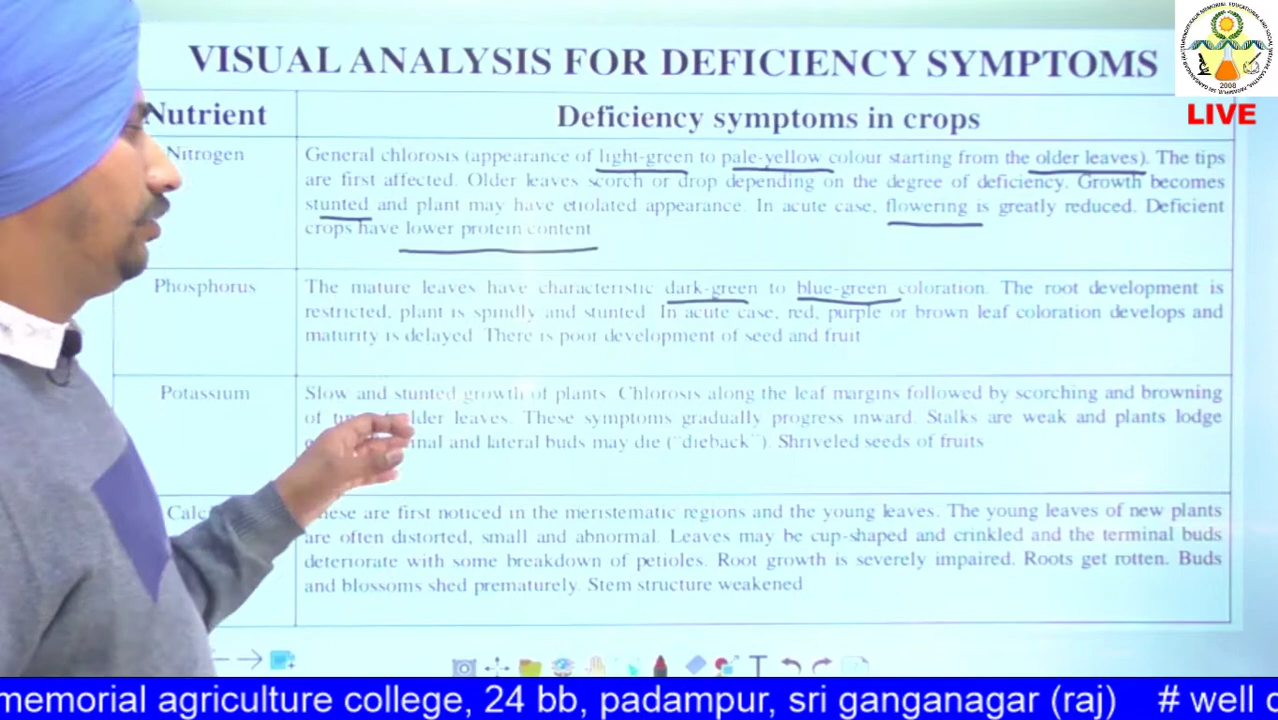 VISUAL ANALYSIS FOR DEFICIENCY SYMPTOMS
2008
LIVE
Nutrient
Deficiency symptoms in crops
Nitrogen
General chlorosis (appearance of light-green to pale-yellow colour starting from the older leaves). The tips
are first affected. Older leaves scorch or drop depending on the degree of deficiency. Growth becomes
stunted and plant may have etiolated appearance. In acute case, flowering is greatly reduced. Deficient
crops have lower protein content
Phosphorus
The mature leaves have characteristic dark-green to blue-green coloration. The root development is
restricted, plant is spindly and stunted. In acute case, red, purple or brown leaf coloration develops and
maturity is delayed. There is poor development of seed and fruit
Potassium
Slow and stunted growth of plants. Chlorosis along the leaf margins followed by scorching and browning
of older leaves. These symptoms gradually progress inward. Stalks are weak and plants lodge
and lateral buds may die ("dieback"). Shriveled seeds of fruits
These are first noticed in the meristematic regions and the young leaves. The young leaves of new plants
are often distorted, small and abnormal. Leaves may be cup-shaped and crinkled and the terminal buds
deteriorate with some breakdown of petioles. Root growth is severely impaired. Roots get rotten. Buds
and blossoms shed prematurely. Stem structure weakened
memorial agriculture college, 24 bb, padampur, sri ganganagar (raj) # well